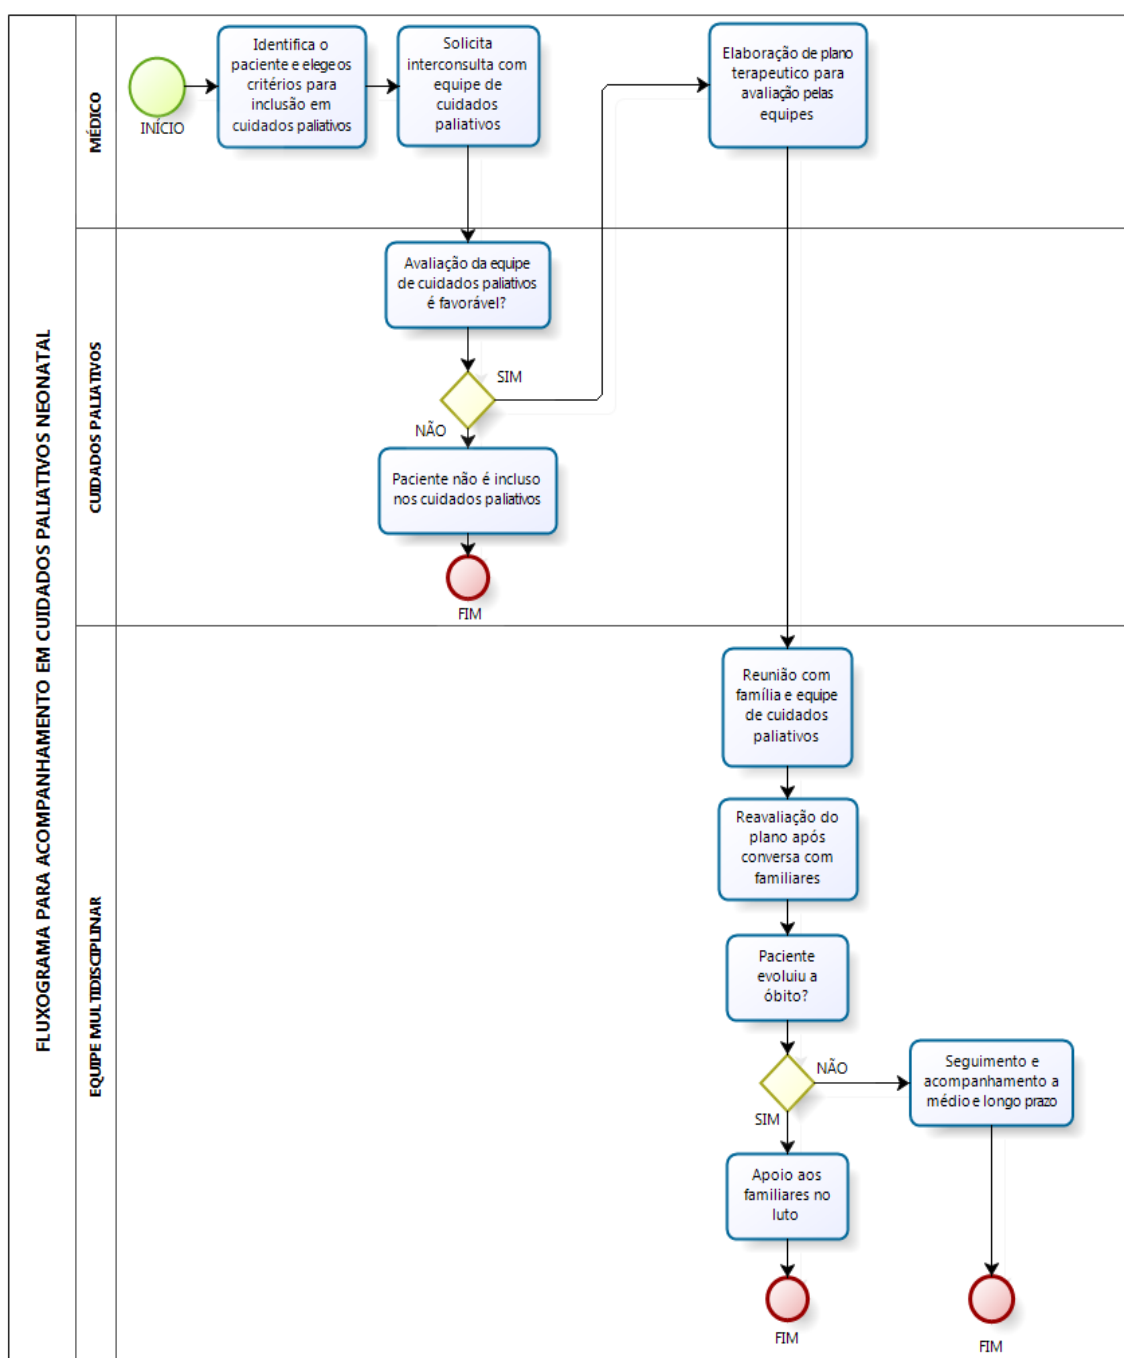 FLUXOGRAMA PARA ACOMPANHAMENTO EM CUIDADOS PALIATIVOS NEONATAL
MÉDICO
INÍCIO
Identifica o
paciente e elege os
critérios para
inclusão em
cuidados paliativos
Solicita
interconsulta com
equipe de
cuidados
paliativos
Elaboração de plano
terapeutico para
avaliação pelas
equipes
CUIDADOS PALIATIVOS
Avaliação da equipe
de cuidados paliativos
é favorável?
SIM
NÃO
Paciente não é incluso
nos cuidados paliativos
FIM
EQUIPE MULTIDISCIPLINAR
Reunião com
família e equipe
de cuidados
paliativos
Reavaliação do
plano após
conversa com
familiares
Paciente
evoluiu a
óbito?
NÃO
SIM
Seguimento e
acompanhamento a
médio e longo prazo
Apoio aos
familiares no
luto
FIM
FIM